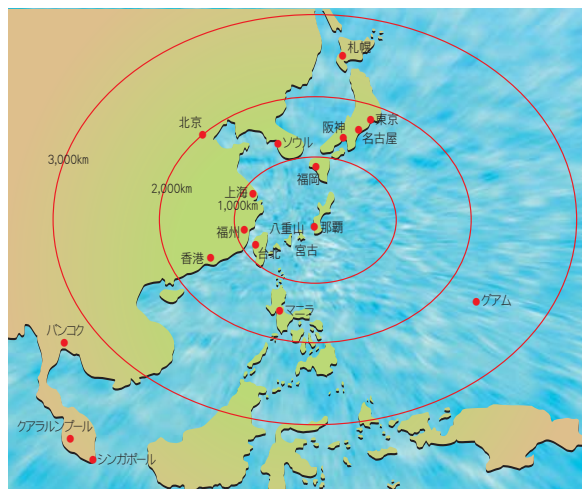 札幌
北京
東京
阪神
名古屋
ソウル
3,000km
福岡
2,000km
上海
1,000km
八重山
那覇
福州
宮古
台北
香港
グアム
マニラ
バンコク
クアラルンプール
シンガポール